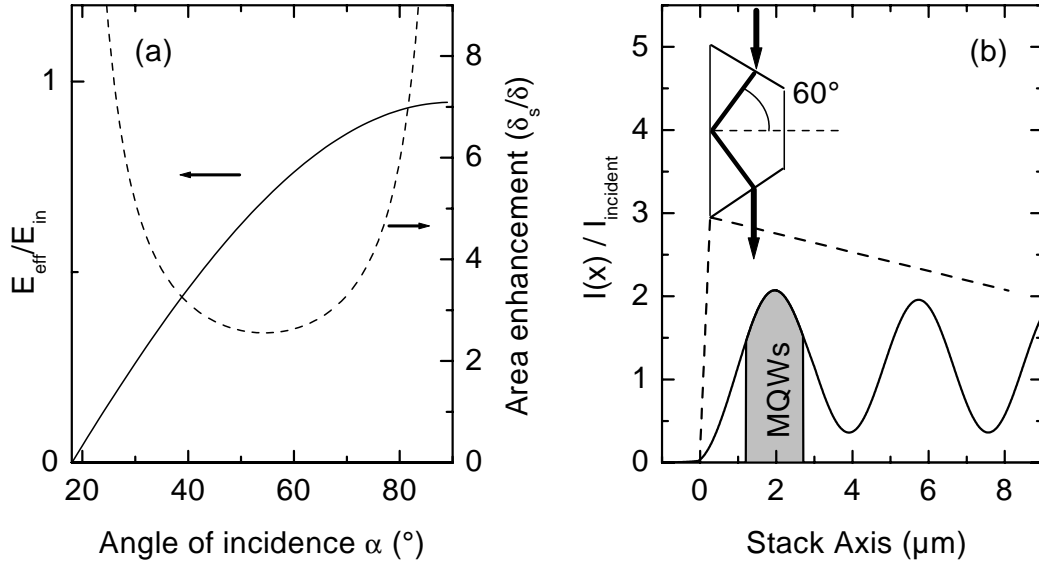 (a)
1
0
E_eff/E_in
20 40 60 80
Angle of incidence α (°)
8
6
4
2
0
Area enhancement (δ_s/δ)
(b)
5
4
3
2
1
0
I(x) / I_incident
60°
MQWs
0 2 4 6 8
Stack Axis (µm)